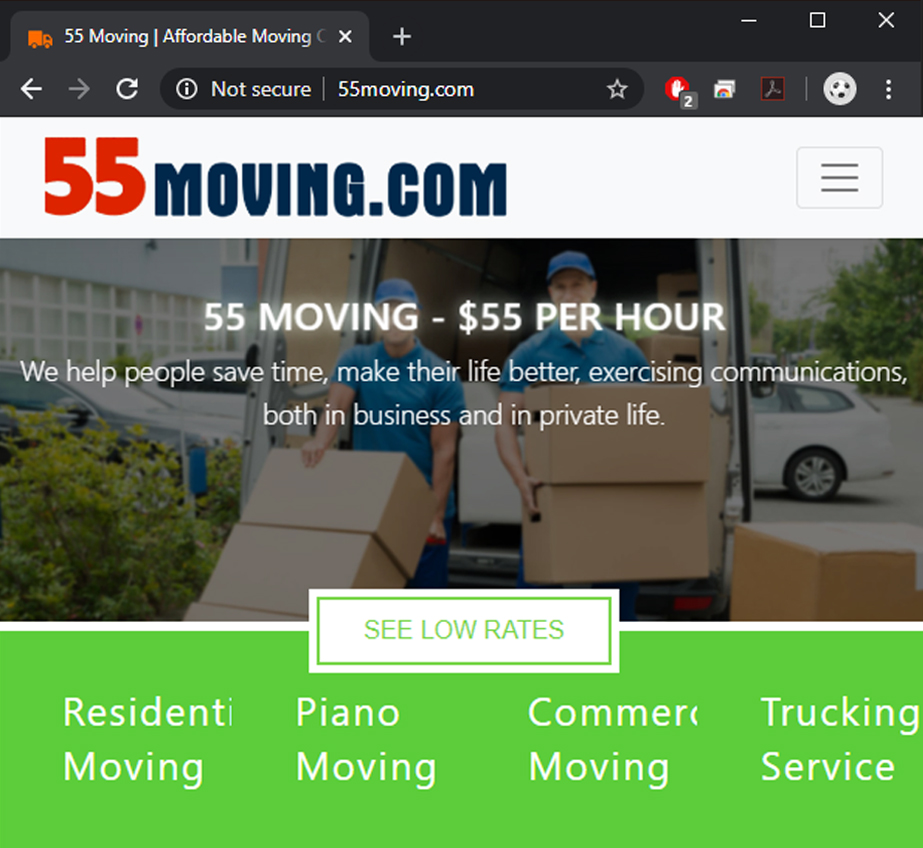 55 Moving | Affordable Moving C
Not secure
55moving.com
2
55MOVING.COM
55 MOVING - $55 PER HOUR
We help people save time, make their life better, exercising communications,
both in business and in private life.
SEE LOW RATES
Residenti
Moving
Piano
Moving
Commerc
Moving
Trucking
Service